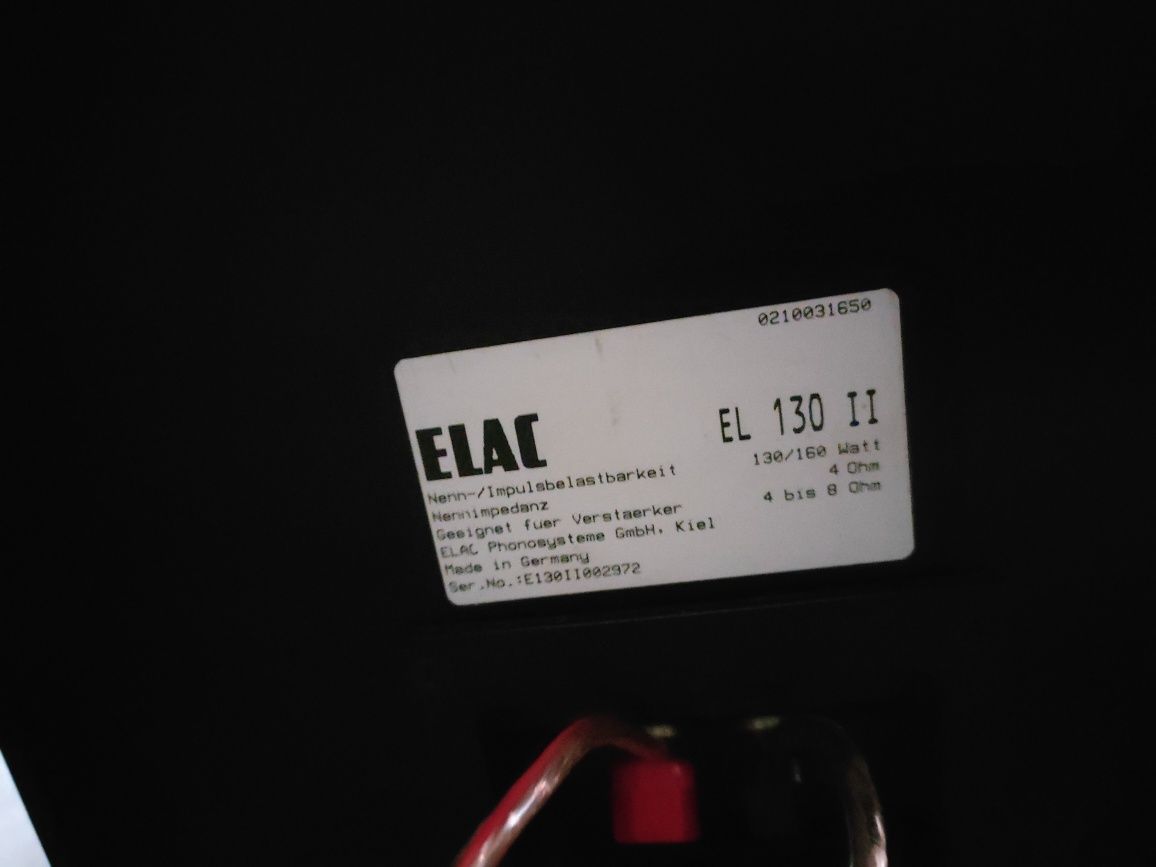 0210031650
ELAC EL 130 II
Nenn-/Impulsbelastbarkeit 130/160 Watt
Nennimpedanz 4 Ohm
Geeignet fuer Verstaerker 4 bis 8 Ohm
ELAC Phonosysteme GmbH, Kiel
Made in Germany
Ser.No.:E130II002972